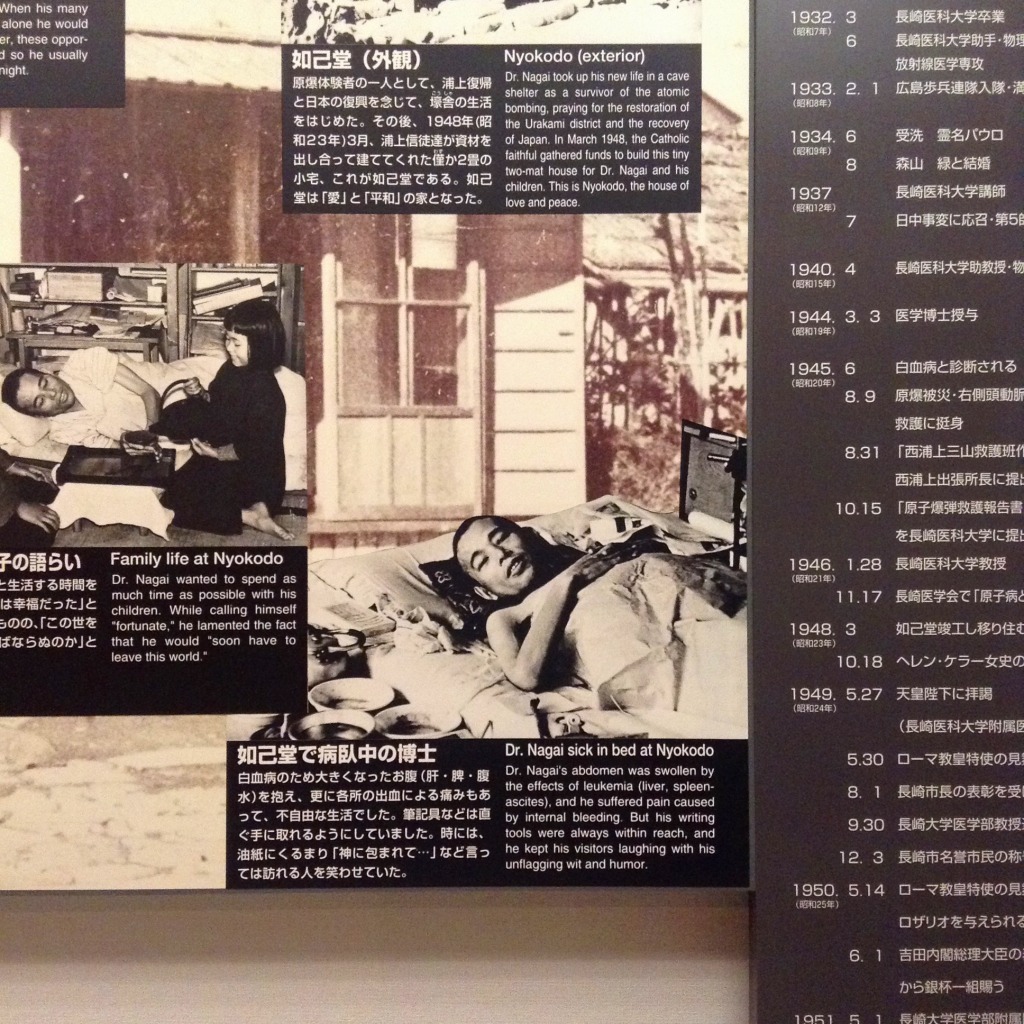 When his many
alone he would
er, these oppor-
d so he usually
night.
如己堂（外観）
原爆体験者の一人として、浦上復帰
と日本の復興を念じて、壕舎の生活
をはじめた。その後、1948年(昭
和23年)3月、浦上信徒達が資材を
出し合って建ててくれた僅か2畳の
小宅、これが如己堂である。如己
堂は「愛」と「平和」の家となった。
Nyokodo (exterior)
Dr. Nagai took up his new life in a cave
shelter as a survivor of the atomic
bombing, praying for the restoration of
the Urakami district and the recovery
of Japan. In March 1948, the Catholic
faithful gathered funds to build this tiny
two-mat house for Dr. Nagai and his
children. This is Nyokodo, the house of
love and peace.
子の語らい
と生活する時間を
は幸福だった」と
ものの、「この世を
ばならぬのか」と
Family life at Nyokodo
Dr. Nagai wanted to spend as
much time as possible with his
children. While calling himself
"fortunate," he lamented the fact
that he would "soon have to
leave this world."
如己堂で病臥中の博士
白血病のため大きくなったお腹(肝・脾・腹
水)を抱え、更に各所の出血による痛みもあ
って、不自由な生活でした。筆記具などは直
ぐ手に取れるようにしていました。時には、
油紙にくるまり「神に包まれて…」など言っ
ては訪れる人を笑わせていた。
Dr. Nagai sick in bed at Nyokodo
Dr. Nagai's abdomen was swollen by
the effects of leukemia (liver, spleen-
ascites), and he suffered pain caused
by internal bleeding. But his writing
tools were always within reach, and
he kept his visitors laughing with his
unflagging wit and humor.
1932. 3 長崎医科大学卒業
(昭和7年)
6 長崎医科大学助手・物理
放射線医学専攻
1933. 2. 1 広島歩兵連隊入隊・満
(昭和8年)
1934. 6 受洗 霊名パウロ
(昭和9年)
8 森山 緑と結婚
1937 長崎医科大学講師
(昭和12年)
7 日中事変に応召・第5師
1940. 4 長崎医科大学助教授・物
(昭和15年)
1944. 3. 3 医学博士授与
(昭和19年)
1945. 6 白血病と診断される
(昭和20年)
8. 9 原爆被災・右側頭動脈
救護に挺身
8.31 「西浦上三山救護班
西浦上出張所長に提出
10.15 「原子爆弾救護報告書
を長崎医科大学に提出
1946. 1.28 長崎医科大学教授
(昭和21年)
11.17 長崎医学会で「原子病と
1948. 3 如己堂竣工し移り住む
(昭和23年)
10.18 ヘレン・ケラー女史の
1949. 5.27 天皇陛下に拝謁
(昭和24年)
(長崎医科大学附属医
5.30 ローマ教皇特使の見
8. 1 長崎市長の表彰を受
9.30 長崎大学医学部教授
12. 3 長崎市名誉市民の称
1950. 5.14 ローマ教皇特使の見
(昭和25年)
ロザリオを与えられる
6. 1 吉田内閣総理大臣の
から銀杯一組賜う
1951. 5. 1 長崎大学医学部附属